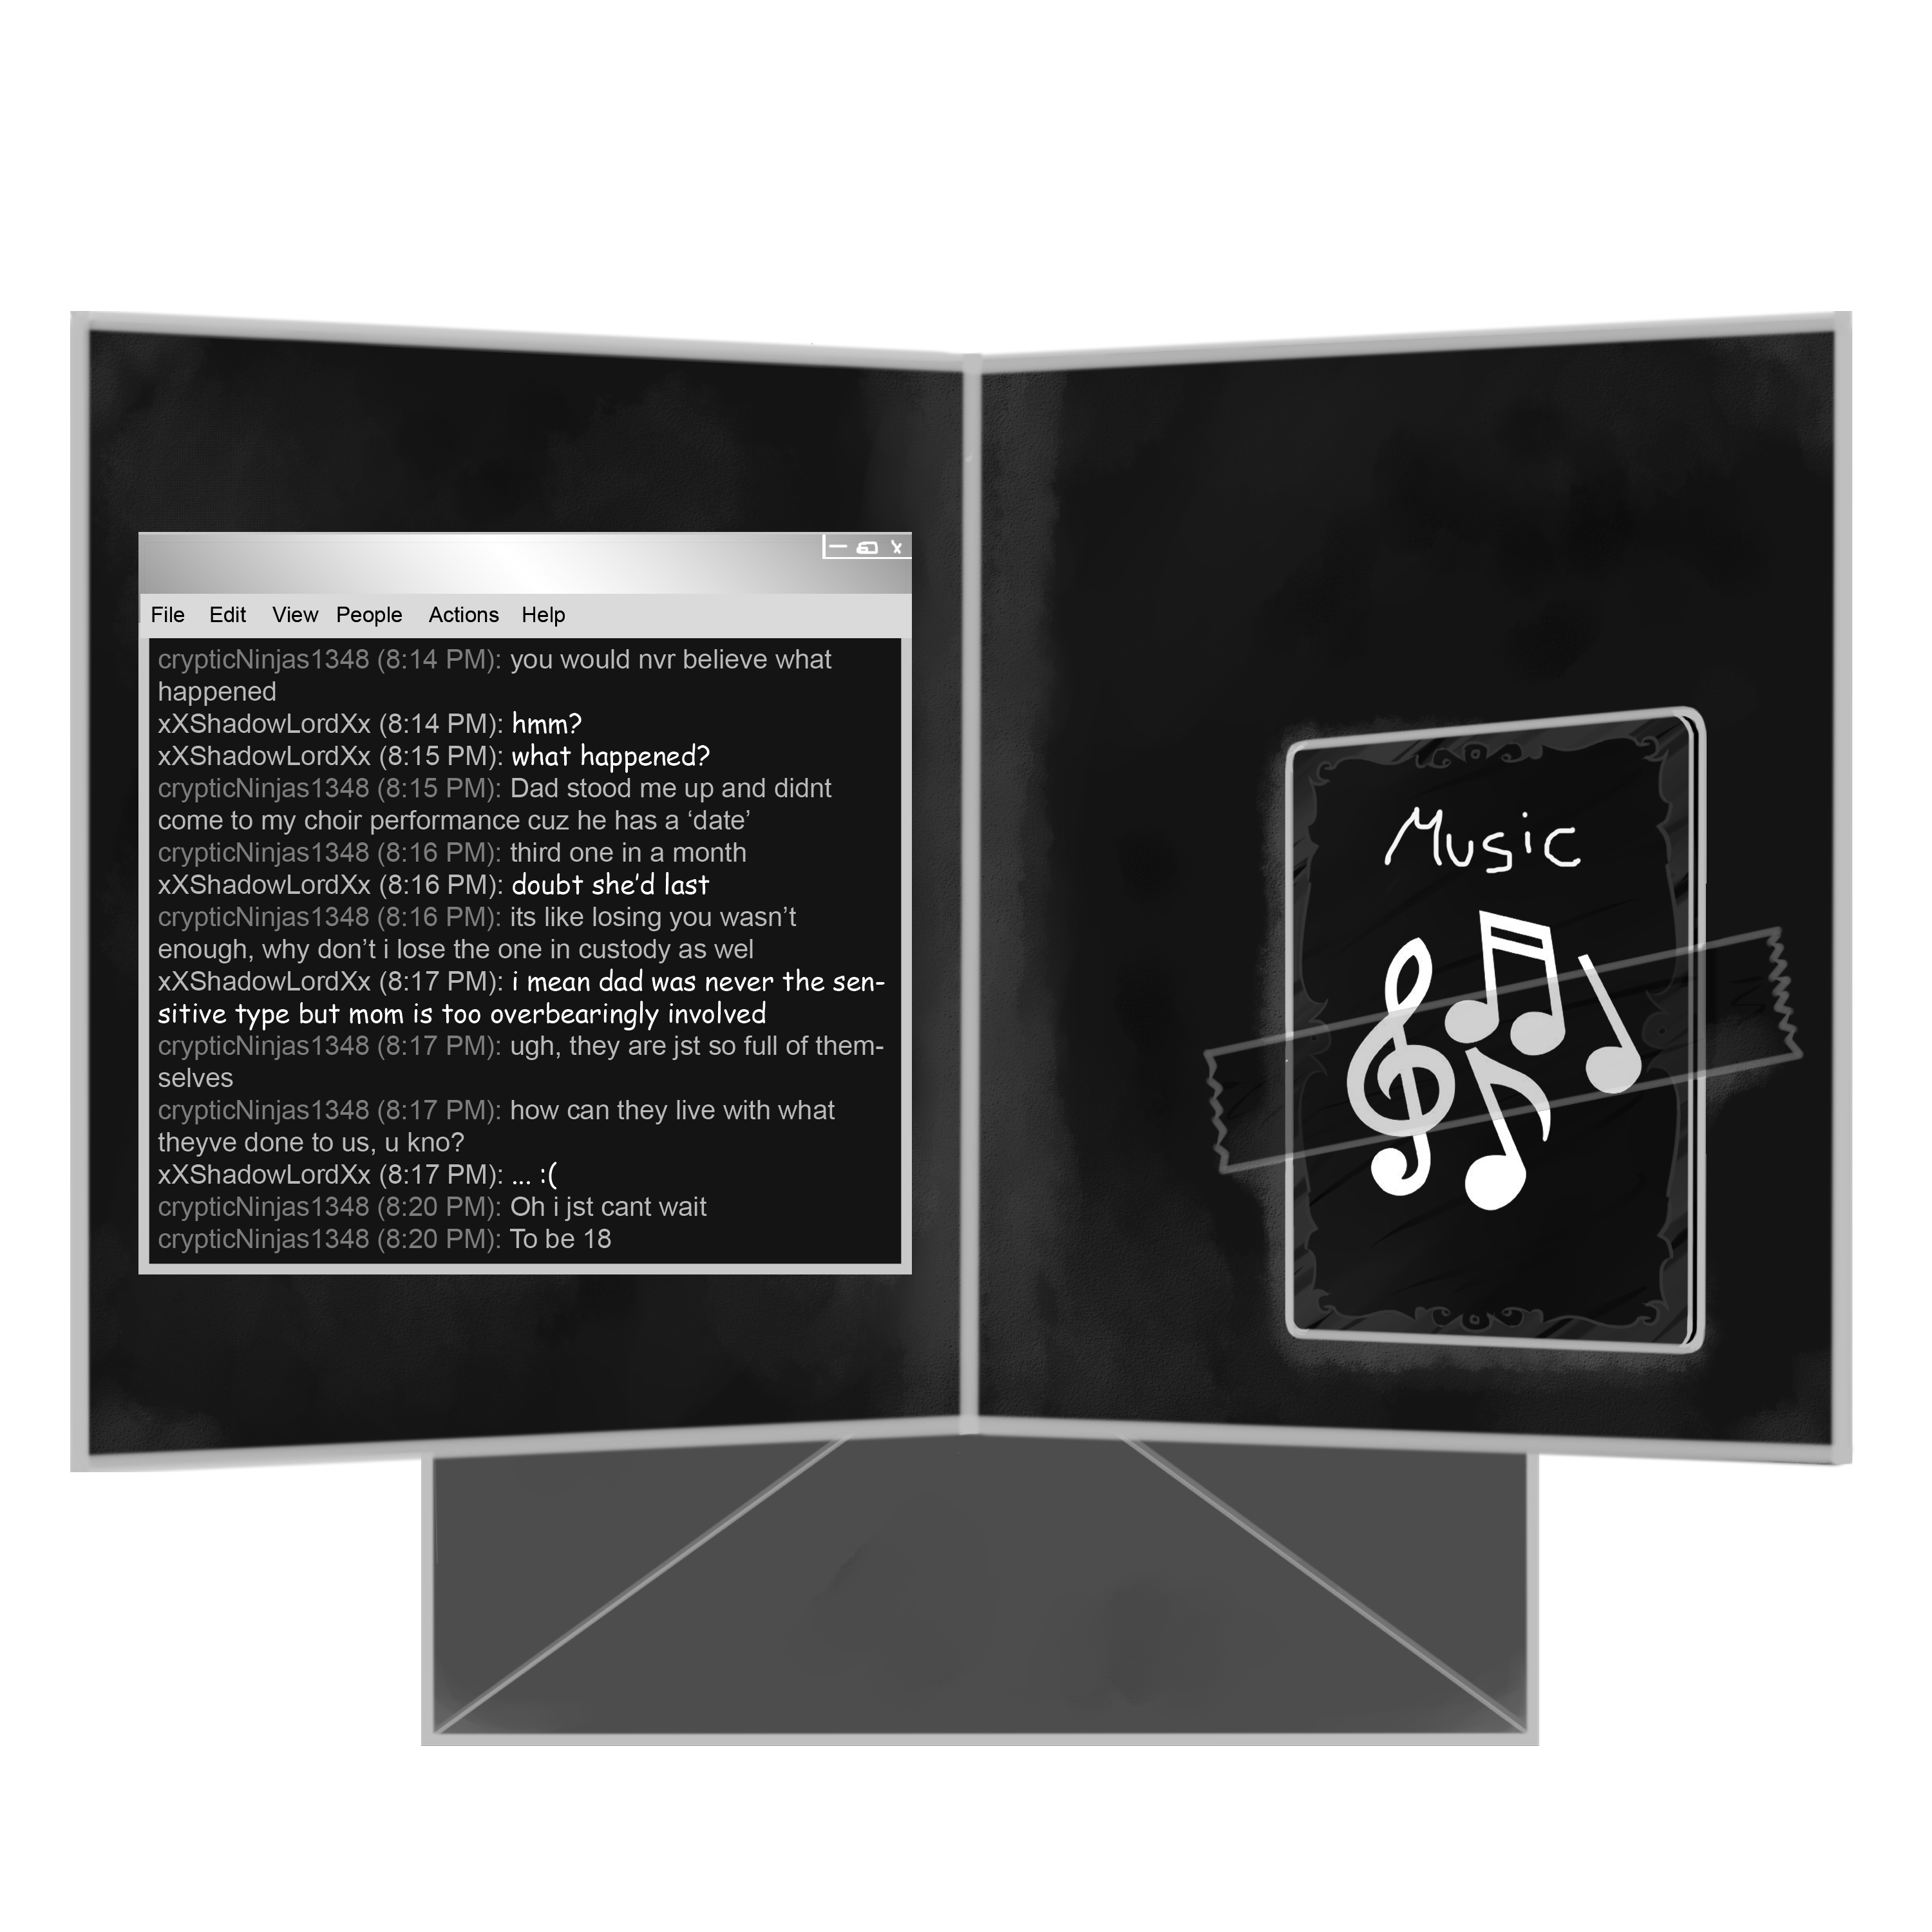 File Edit View People Actions Help
crypticNinjas1348 (8:14 PM): you would nvr believe what
happened
xXShadowLordXx (8:14 PM): hmm?
xXShadowLordXx (8:15 PM): what happened?
crypticNinjas1348 (8:15 PM): Dad stood me up and didnt
come to my choir performance cuz he has a ‘date’
crypticNinjas1348 (8:16 PM): third one in a month
xXShadowLordXx (8:16 PM): doubt she’d last
crypticNinjas1348 (8:16 PM): its like losing you wasn’t
enough, why don’t i lose the one in custody as wel
xXShadowLordXx (8:17 PM): i mean dad was never the sen-
sitive type but mom is too overbearingly involved
crypticNinjas1348 (8:17 PM): ugh, they are jst so full of them-
selves
crypticNinjas1348 (8:17 PM): how can they live with what
theyve done to us, u kno?
xXShadowLordXx (8:17 PM): ... :(
crypticNinjas1348 (8:20 PM): Oh i jst cant wait
crypticNinjas1348 (8:20 PM): To be 18
Music